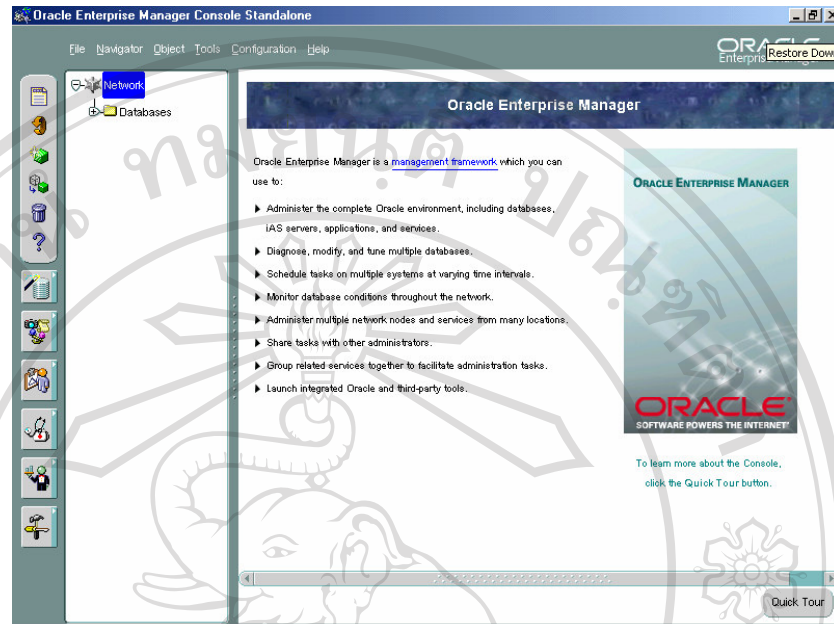 Oracle Enterprise Manager Console Standalone
File Navigator Object Tools Configuration Help
ORACLE
Enterprise Manager
Restore Down
Network
Databases
Oracle Enterprise Manager
Oracle Enterprise Manager is a management framework which you can
use to:
Administer the complete Oracle environment, including databases,
iAS servers, applications, and services.
Diagnose, modify, and tune multiple databases.
Schedule tasks on multiple systems at varying time intervals.
Monitor database conditions throughout the network.
Administer multiple network nodes and services from many locations.
Share tasks with other administrators.
Group related services together to facilitate administration tasks.
Launch integrated Oracle and third-party tools.
ORACLE ENTERPRISE MANAGER
ORACLE
SOFTWARE POWERS THE INTERNET
To learn more about the Console,
click the Quick Tour button.
Quick Tour